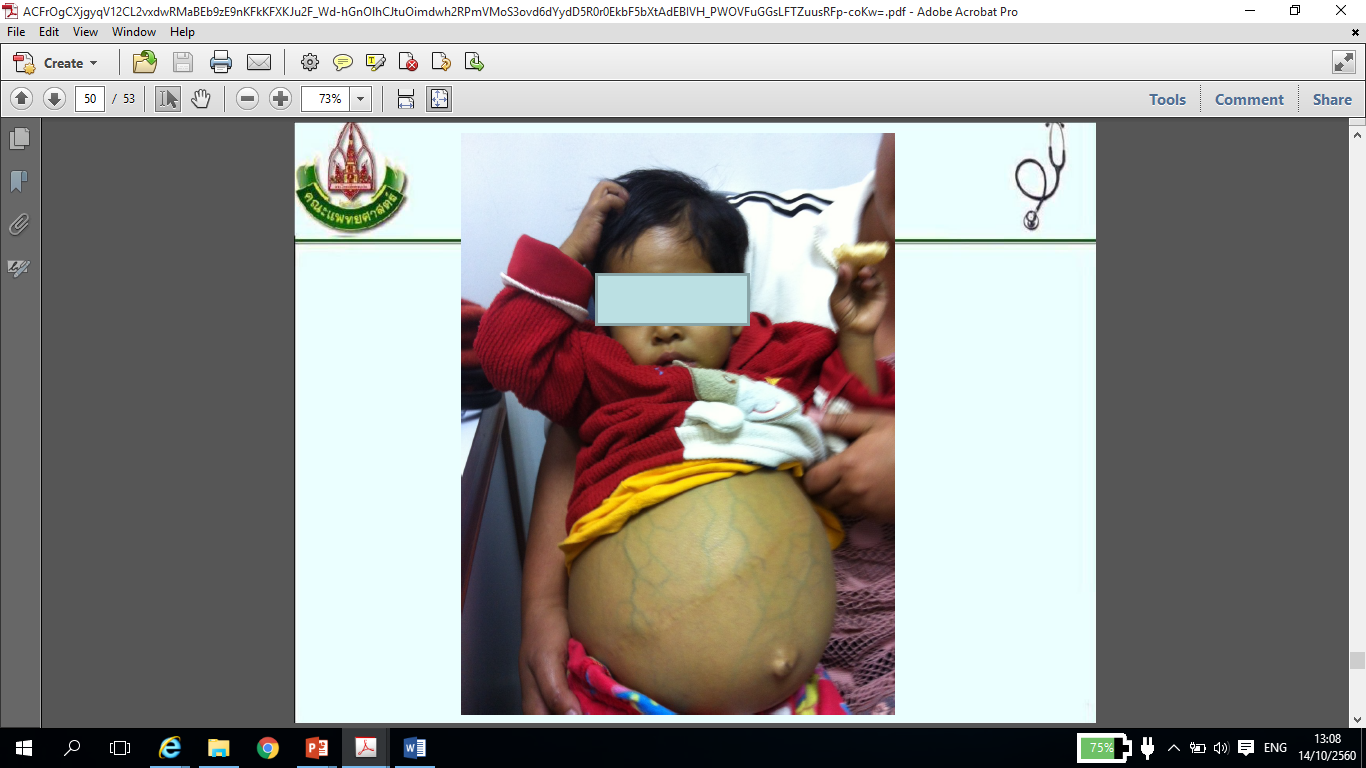 ACFrOgCXjgyqV12CL2vxdwRMaBEb9zE9nKFkKFXKJu2F_Wd-hGnOlhCJtuOimdwh2RPmVMoS3ovd6dYydD5R0r0EkbF5bXtAdEBlVH_PWOVFuGGsLFTZuusRFp-coKw=.pdf - Adobe Acrobat Pro
File Edit View Window Help
Create
50 / 53 73% Tools Comment Share
คณะแพทยศาสตร์
75% ENG 13:08
14/10/2560